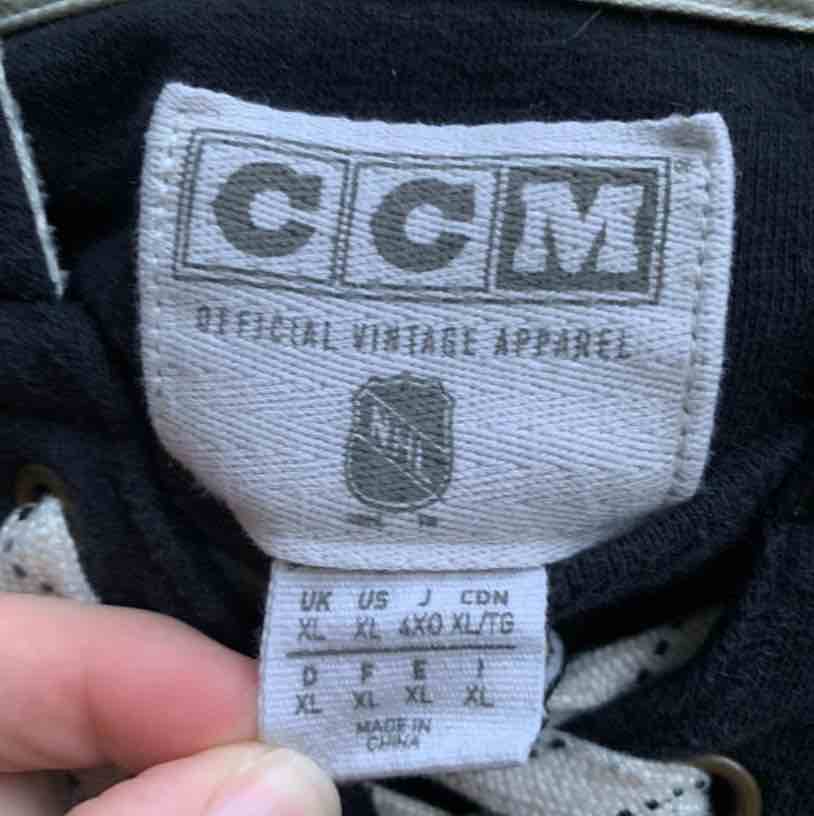 CCM
OFFICIAL VINTAGE APPAREL
NHL
UK US J CDN
XL XL 4XO XL/TG
D F E I
XL XL XL XL
MADE IN
CHINA